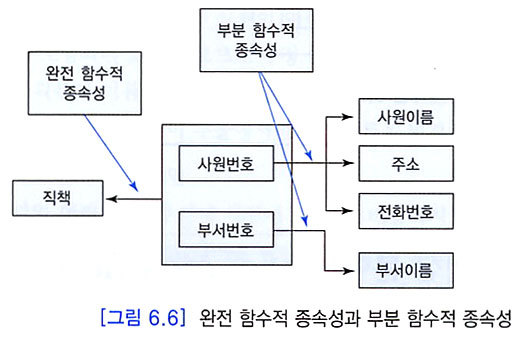 부분 함수적
종속성
완전 함수적
종속성
사원이름
사원번호
주소
직책
전화번호
부서번호
부서이름
[그림 6.6] 완전 함수적 종속성과 부분 함수적 종속성